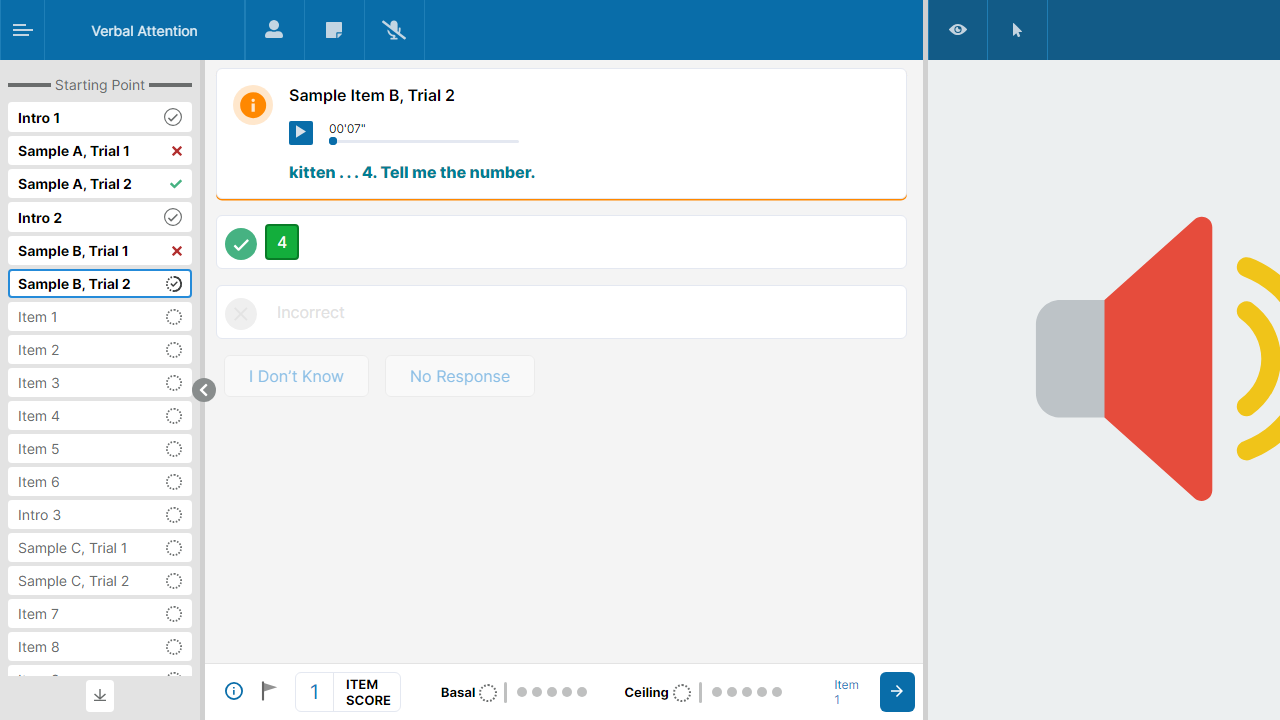 Verbal Attention
Starting Point
Intro 1
Sample A, Trial 1
Sample A, Trial 2
Intro 2
Sample B, Trial 1
Sample B, Trial 2
Item 1
Item 2
Item 3
Item 4
Item 5
Item 6
Intro 3
Sample C, Trial 1
Sample C, Trial 2
Item 7
Item 8
Sample Item B, Trial 2
00'07"
kitten . . . 4. Tell me the number.
4
Incorrect
I Don't Know
No Response
1
ITEM
SCORE
Basal
Ceiling
Item
1